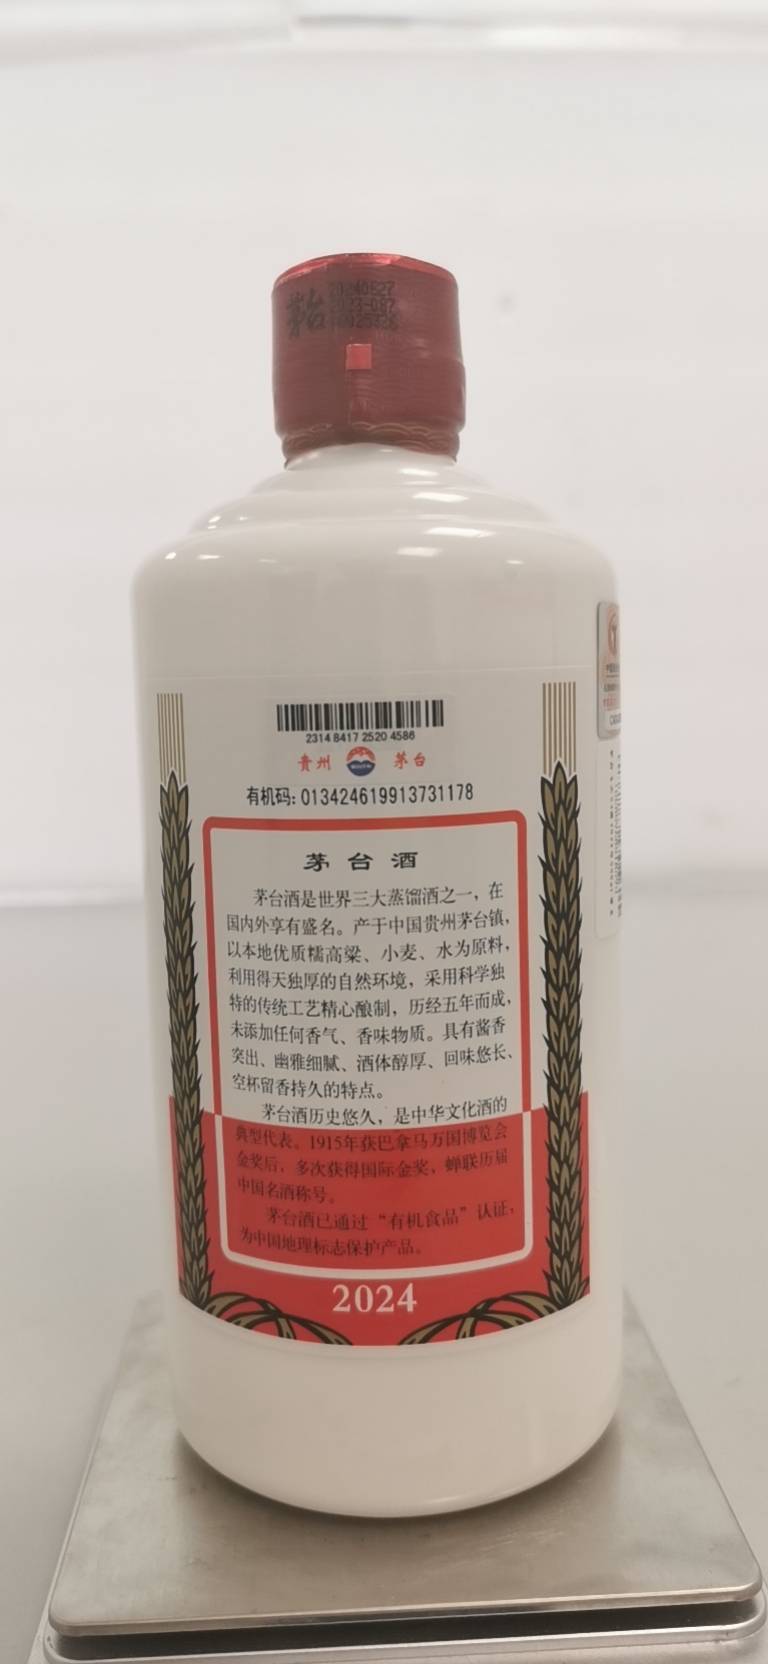 茅台
20240527
2023-087
2314 8417 2520 4586
贵州 茅台
有机码: 013424619913731178
茅台酒
茅台酒是世界三大蒸馏酒之一，在
国内外享有盛名。产于中国贵州茅台镇，
以本地优质糯高粱、小麦、水为原料，
利用得天独厚的自然环境，采用科学独
特的传统工艺精心酿制，历经五年而成，
未添加任何香气、香味物质。具有酱香
突出、幽雅细腻、酒体醇厚、回味悠长、
空杯留香持久的特点。
茅台酒历史悠久，是中华文化酒的
典型代表。1915年获巴拿马万国博览会
金奖后，多次获得国际金奖，蝉联历届
中国名酒称号。
茅台酒已通过“有机食品”认证，
为中国地理标志保护产品。
2024